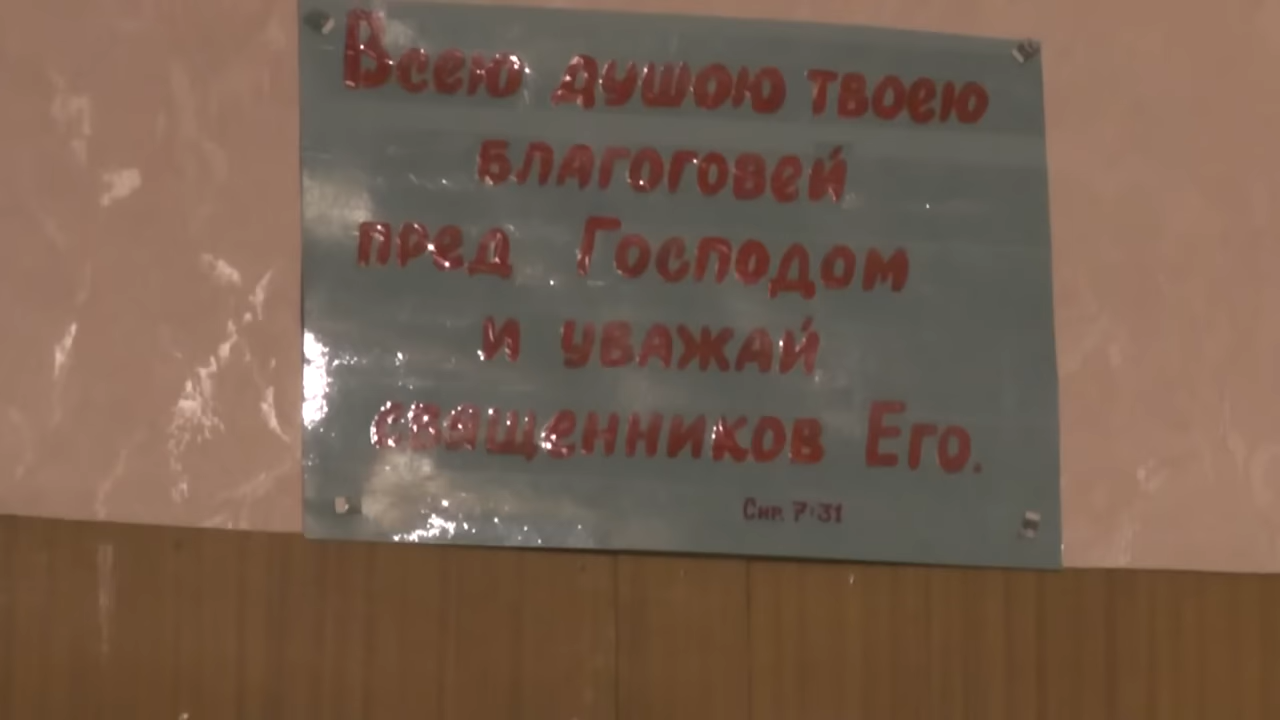 Всею душою твоею
благоговей
пред Господом
и уважай
священников Его.
Сир. 7:31